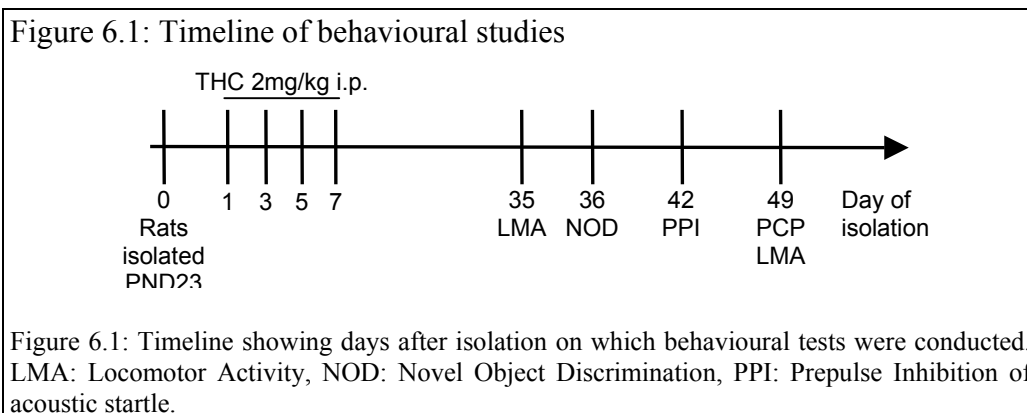 Figure 6.1: Timeline of behavioural studies
THC 2mg/kg i.p.
0 1 3 5 7 35 36 42 49 Day of
Rats LMA NOD PPI PCP isolation
isolated LMA
PND23
Figure 6.1: Timeline showing days after isolation on which behavioural tests were conducted.
LMA: Locomotor Activity, NOD: Novel Object Discrimination, PPI: Prepulse Inhibition of
acoustic startle.